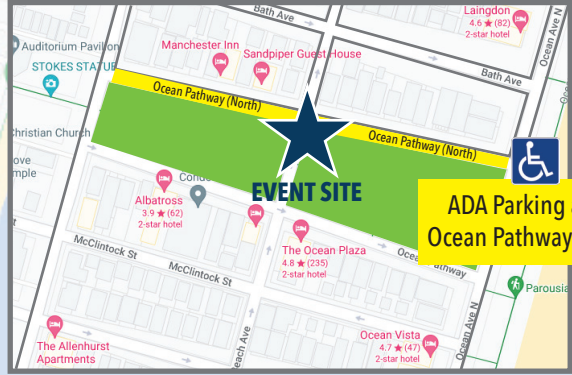 Bath Ave
Laingdon
4.6 ★ (82)
2-star hotel
Ocean Ave N
Auditorium Pavilion
STOKES STATUE
Manchester Inn
Sandpiper Guest House
Bath Ave
Ocean Pathway (North)
Ocean Pathway (North)
Christian Church
EVENT SITE
ADA Parking
Ocean Pathway
Albatross
3.9 ★ (62)
2-star hotel
The Ocean Plaza
4.8 ★ (235)
2-star hotel
McClintock St
McClintock St
Parousia
Ocean Vista
4.7 ★ (47)
2-star hotel
Ocean Ave N
The Allenhurst
Apartments